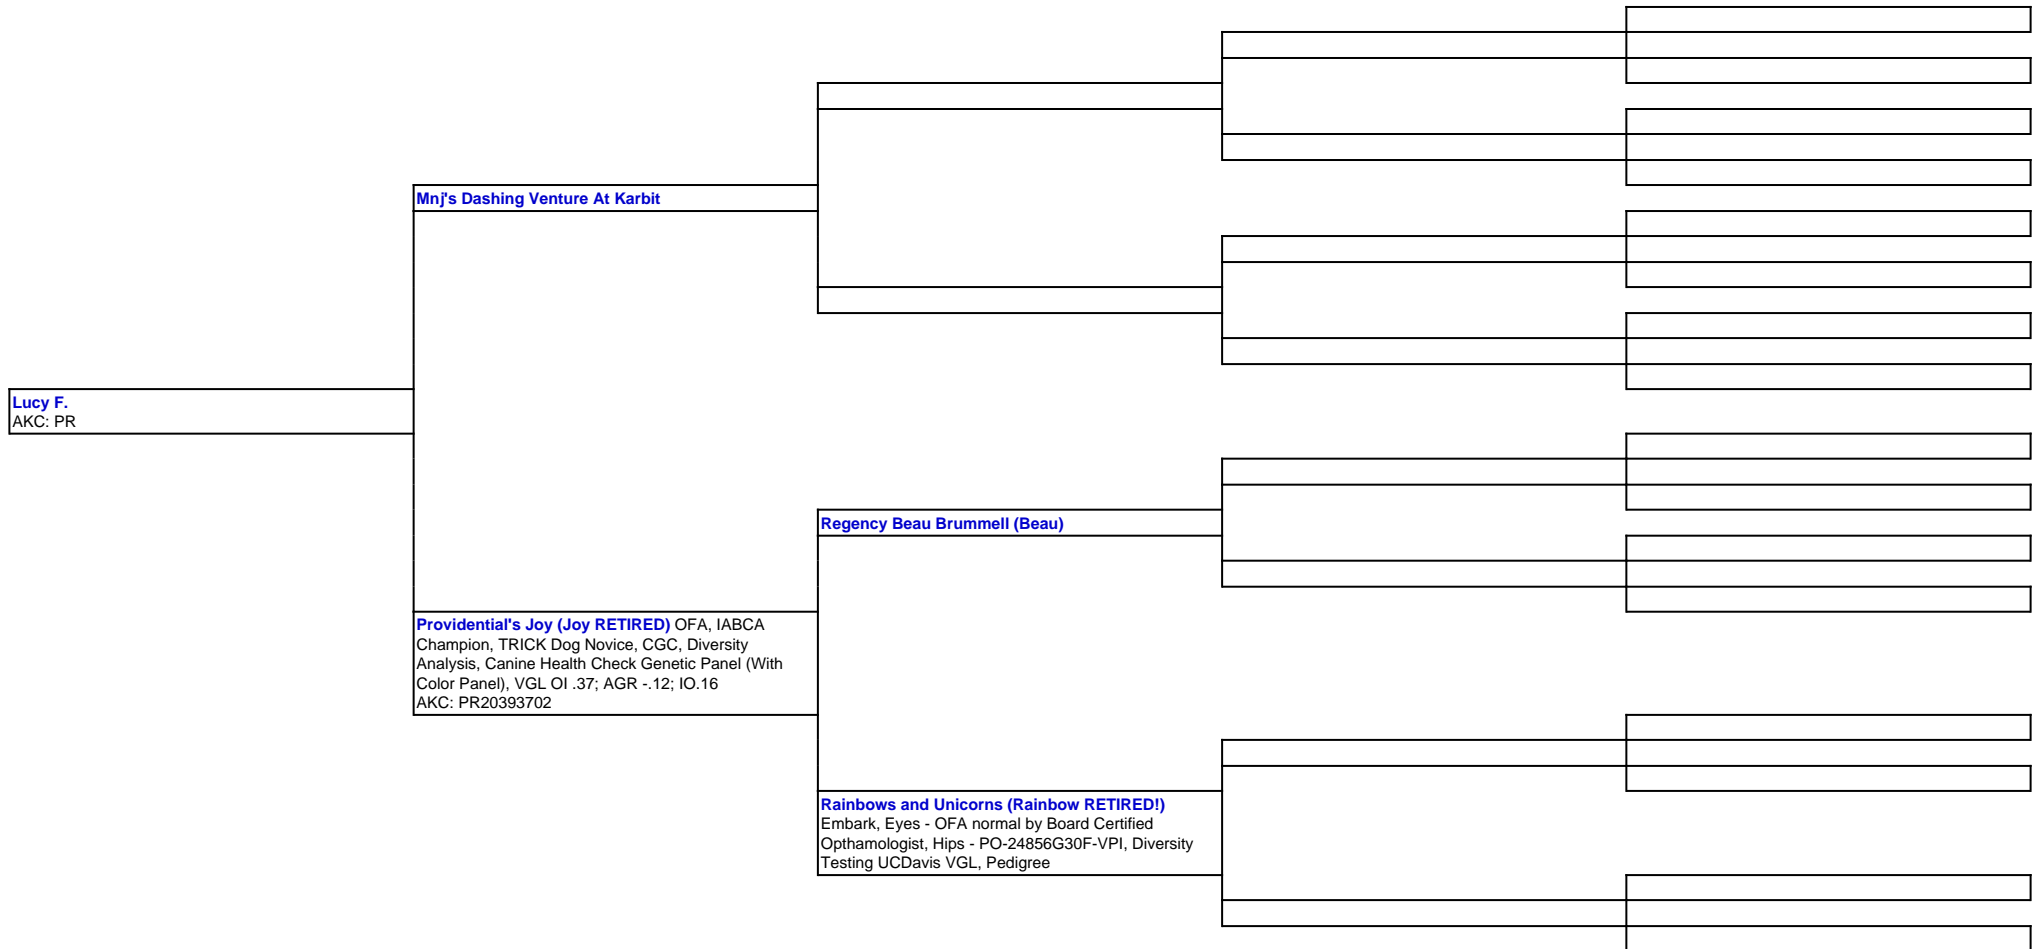 Mnj's Dashing Venture At Karbit
Lucy F.
AKC: PR
Regency Beau Brummell (Beau)
Providential's Joy (Joy RETIRED) OFA, IABCA
Champion, TRICK Dog Novice, CGC, Diversity
Analysis, Canine Health Check Genetic Panel (With
Color Panel), VGL OI .37; AGR -.12; IO.16
AKC: PR20393702
Rainbows and Unicorns (Rainbow RETIRED!)
Embark, Eyes - OFA normal by Board Certified
Opthamologist, Hips - PO-24856G30F-VPI, Diversity
Testing UCDavis VGL, Pedigree